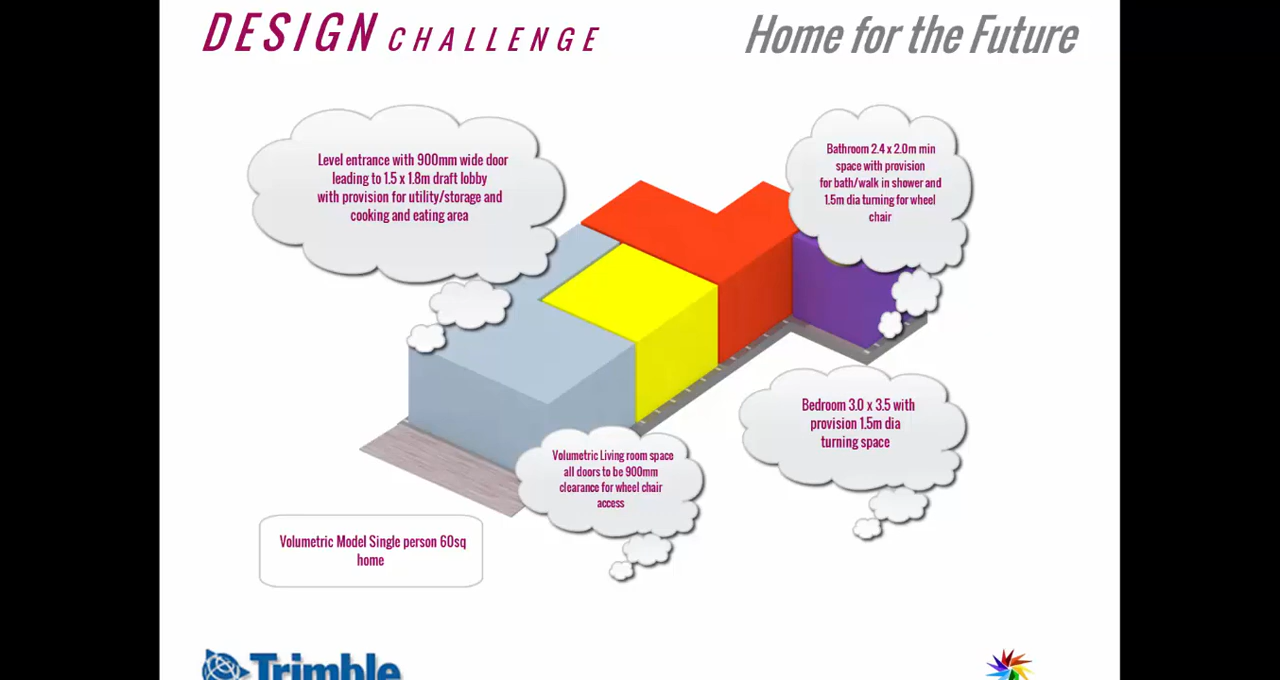 DESIGN CHALLENGE
Home for the Future
Level entrance with 900mm wide door
leading to 1.5 x 1.8m draft lobby
with provision for utility/storage and
cooking and eating area
Bathroom 2.4 x 2.0m min
space with provision
for bath/walk in shower and
1.5m dia turning for wheel
chair
Bedroom 3.0 x 3.5 with
provision 1.5m dia
turning space
Volumetric Living room space
all doors to be 900mm
clearance for wheel chair
access
Volumetric Model Single person 60sq
home
Trimble